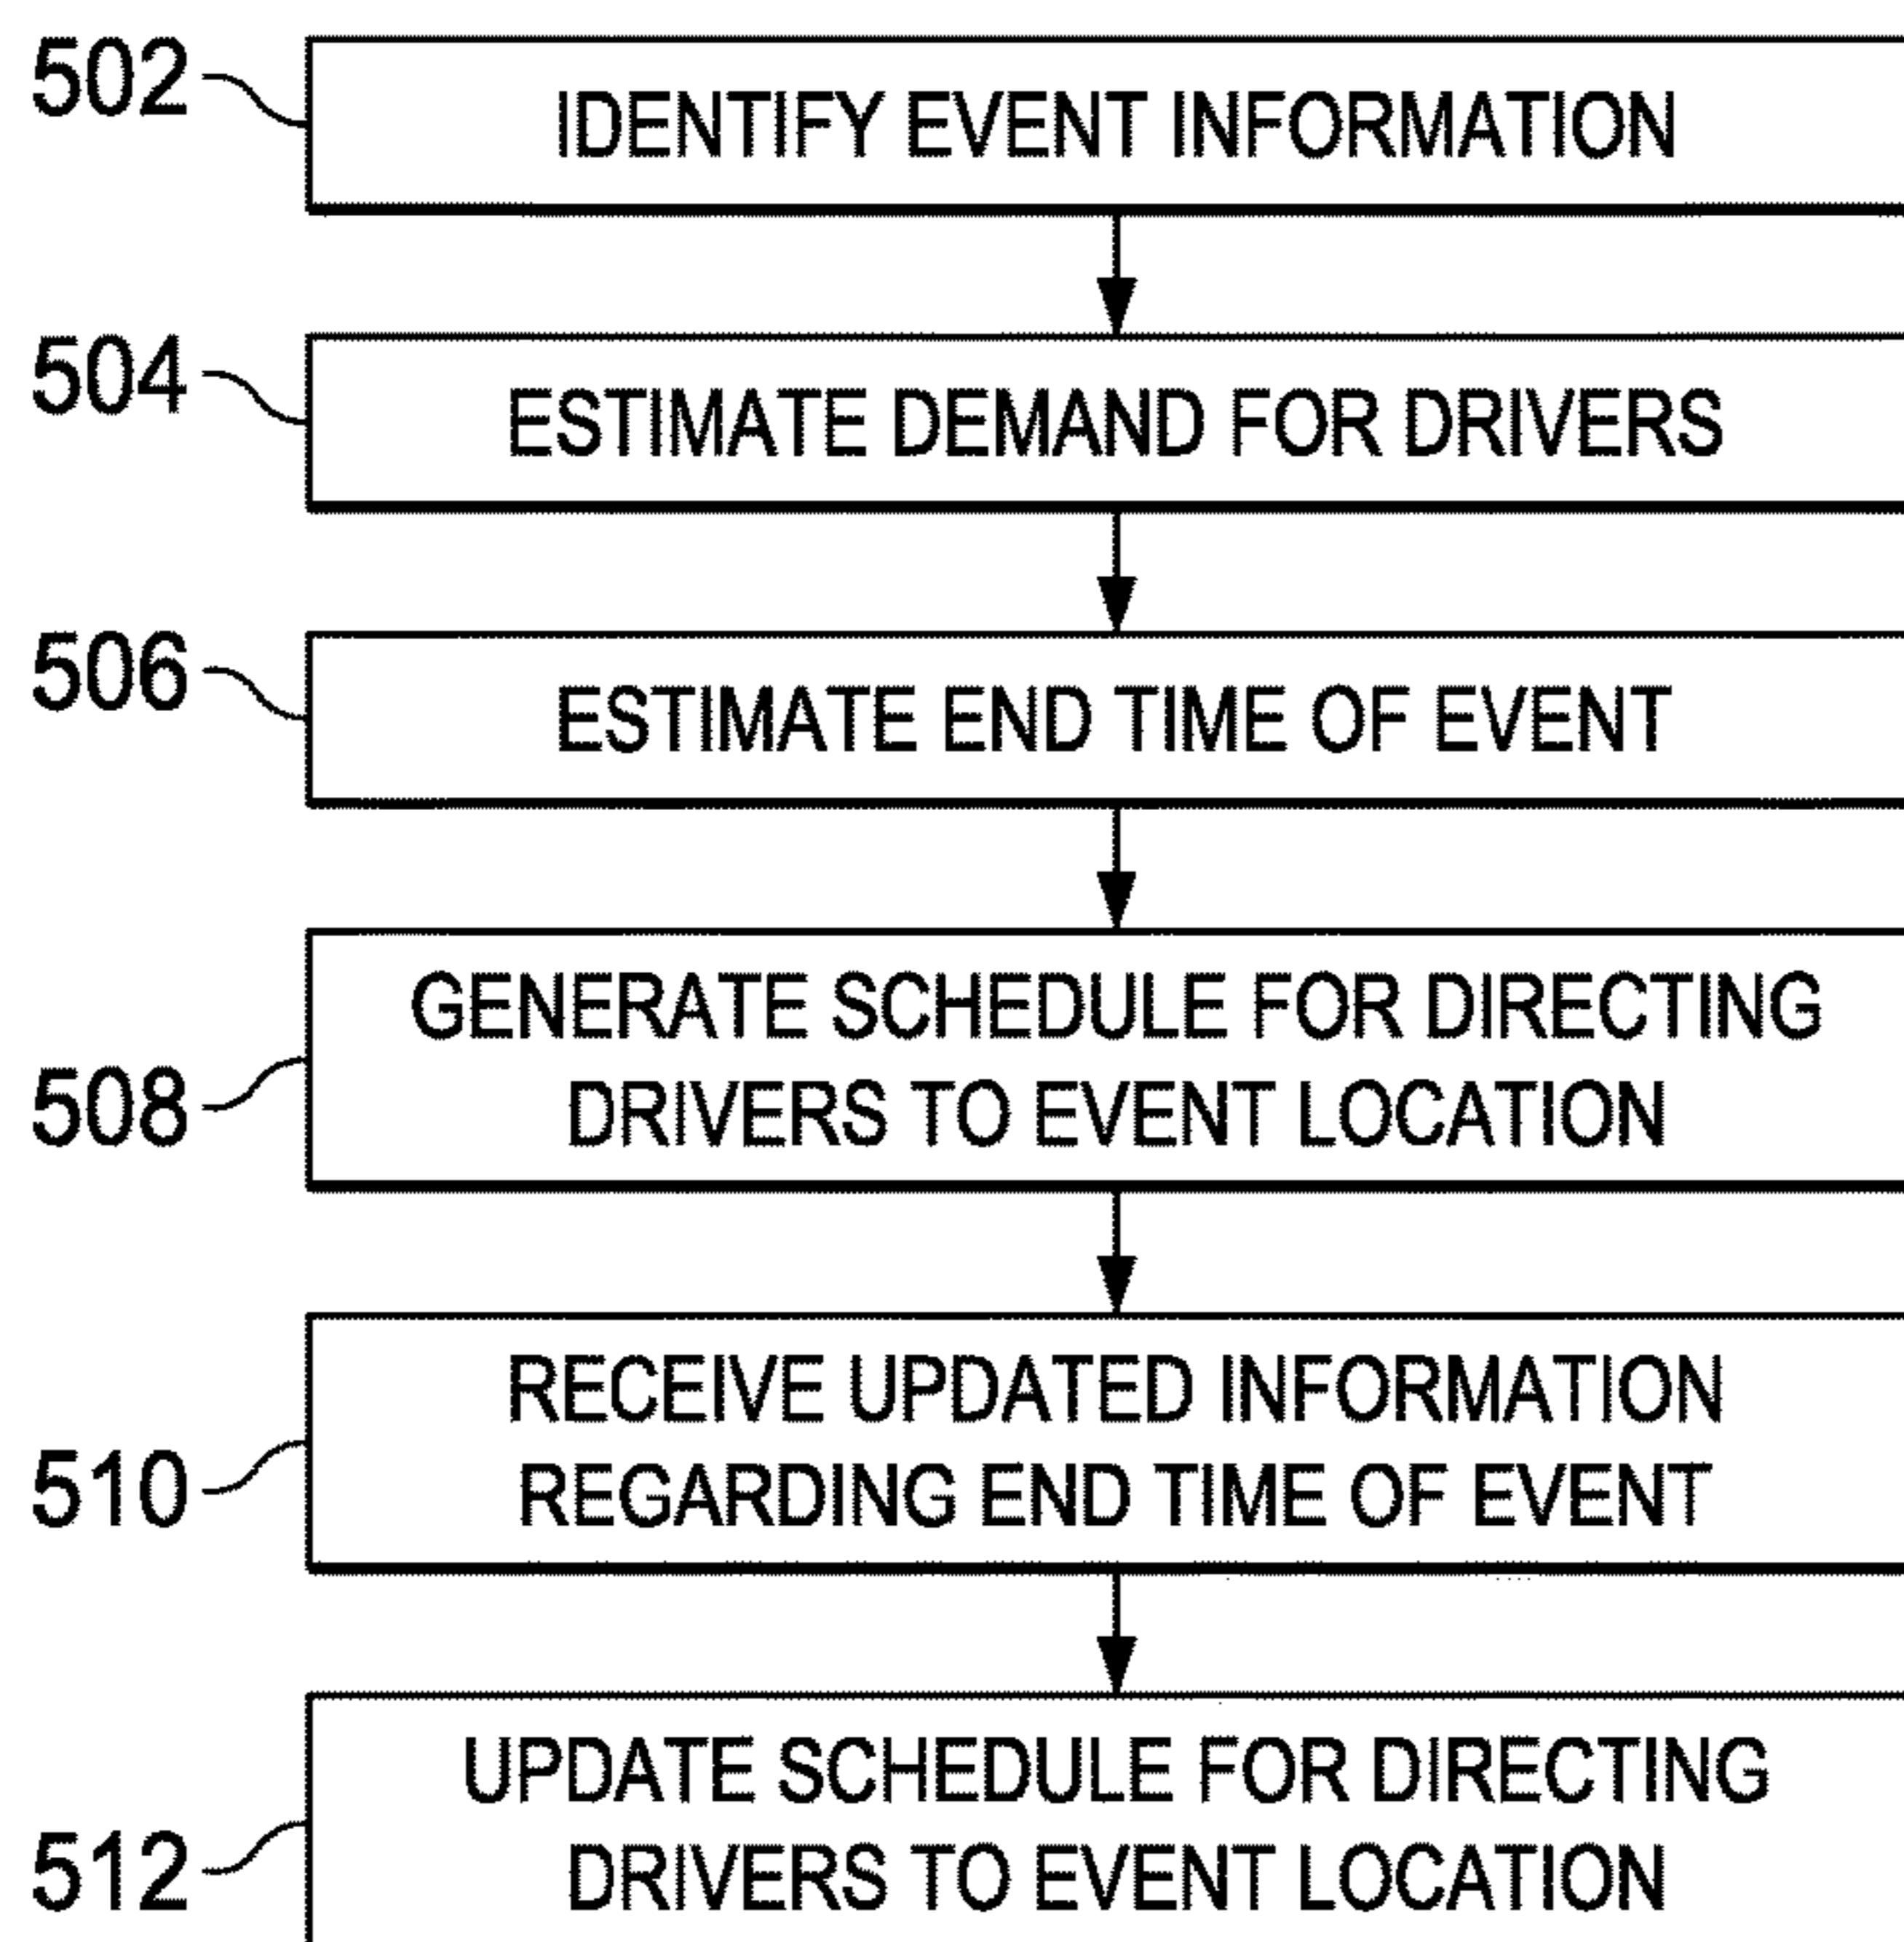 502
IDENTIFY EVENT INFORMATION
504
ESTIMATE DEMAND FOR DRIVERS
506
ESTIMATE END TIME OF EVENT
508
GENERATE SCHEDULE FOR DIRECTING
DRIVERS TO EVENT LOCATION
510
RECEIVE UPDATED INFORMATION
REGARDING END TIME OF EVENT
512
UPDATE SCHEDULE FOR DIRECTING
DRIVERS TO EVENT LOCATION